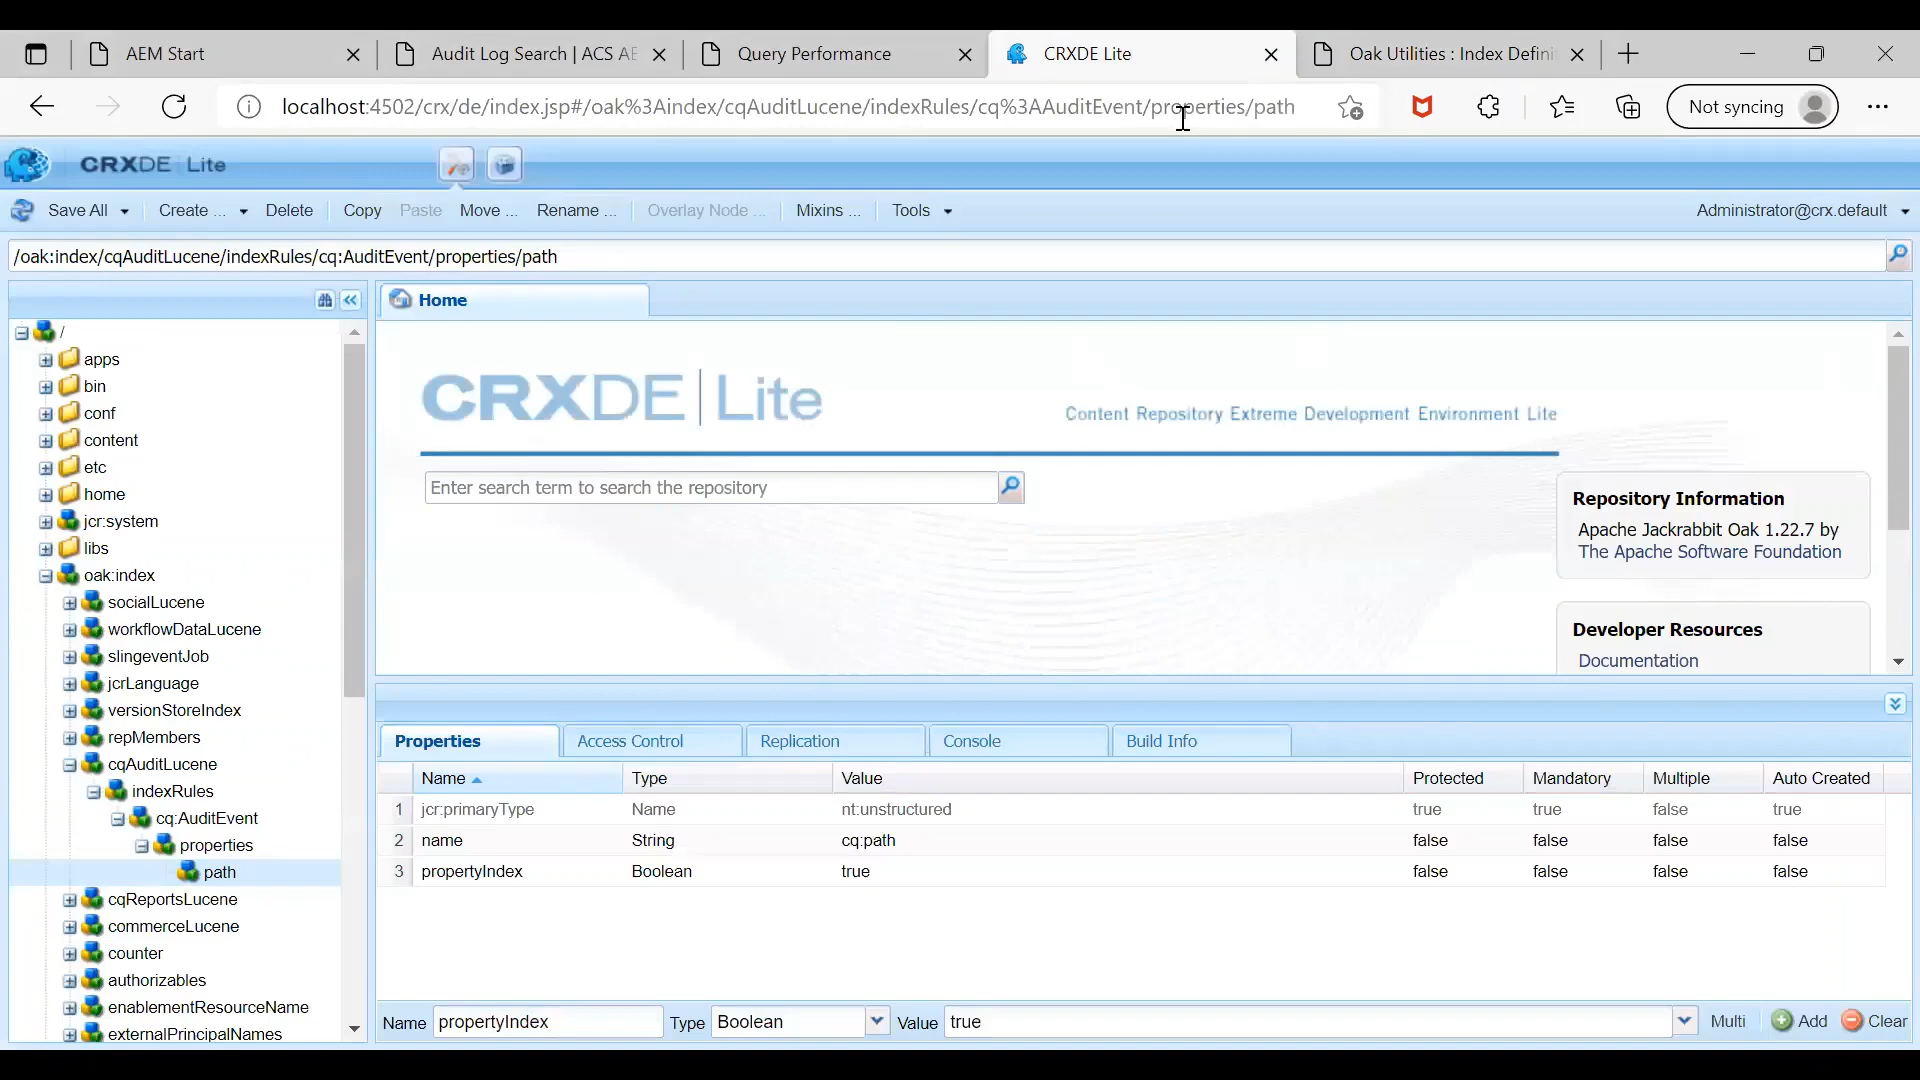 AEM Start
Audit Log Search | ACS AE
Query Performance
CRXDE Lite
Oak Utilities : Index Defini
localhost:4502/crx/de/index.jsp#/oak%3Aindex/cqAuditLucene/indexRules/cq%3AAuditEvent/properties/path
Not syncing
CRXDE | Lite
Save All
Create ...
Delete
Copy
Paste
Move ...
Rename ...
Overlay Node ...
Mixins ...
Tools
Administrator@crx.default
/oak:index/cqAuditLucene/indexRules/cq:AuditEvent/properties/path
/
apps
bin
conf
content
etc
home
jcr:system
libs
oak:index
socialLucene
workflowDataLucene
slingeventJob
jcrLanguage
versionStoreIndex
repMembers
cqAuditLucene
indexRules
cq:AuditEvent
properties
path
cqReportsLucene
commerceLucene
counter
authorizables
enablementResourceName
externalPrincipalNames
Home
CRXDE | Lite
Content Repository Extreme Development Environment Lite
Enter search term to search the repository
Repository Information
Apache Jackrabbit Oak 1.22.7 by
The Apache Software Foundation
Developer Resources
Documentation
Properties
Access Control
Replication
Console
Build Info
Name Type Value Protected Mandatory Multiple Auto Created
1 jcr:primaryType Name nt:unstructured true true false true
2 name String cq:path false false false false
3 propertyIndex Boolean true false false false false
Name propertyIndex Type Boolean Value true Multi Add Clear